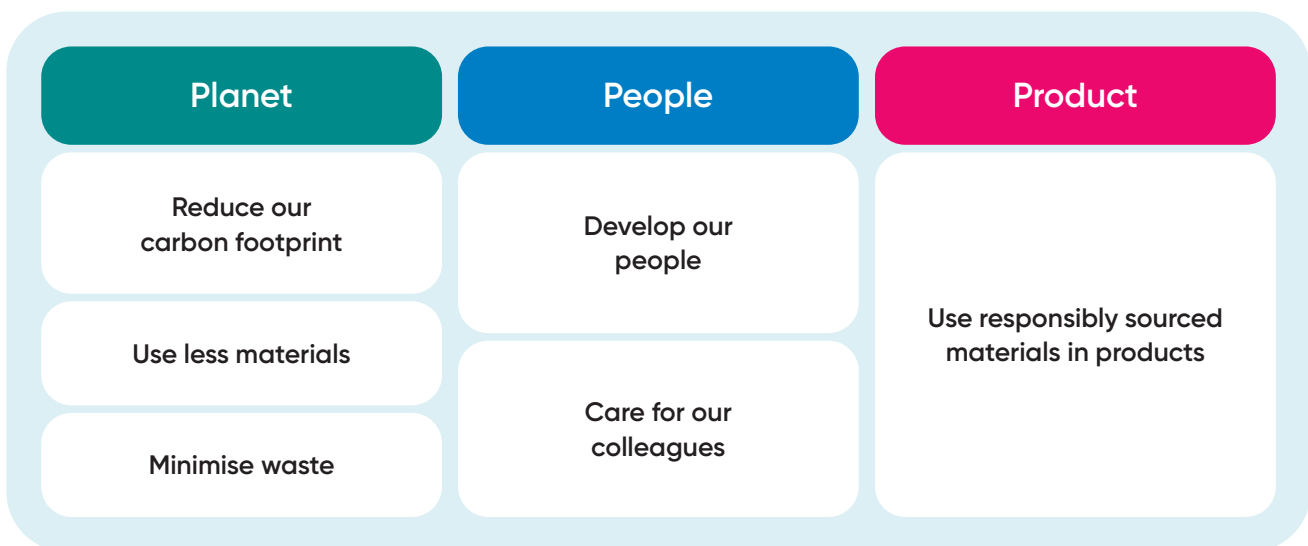 Planet
Reduce our
carbon footprint
Use less materials
Minimise waste
People
Develop our
people
Care for our
colleagues
Product
Use responsibly sourced
materials in products